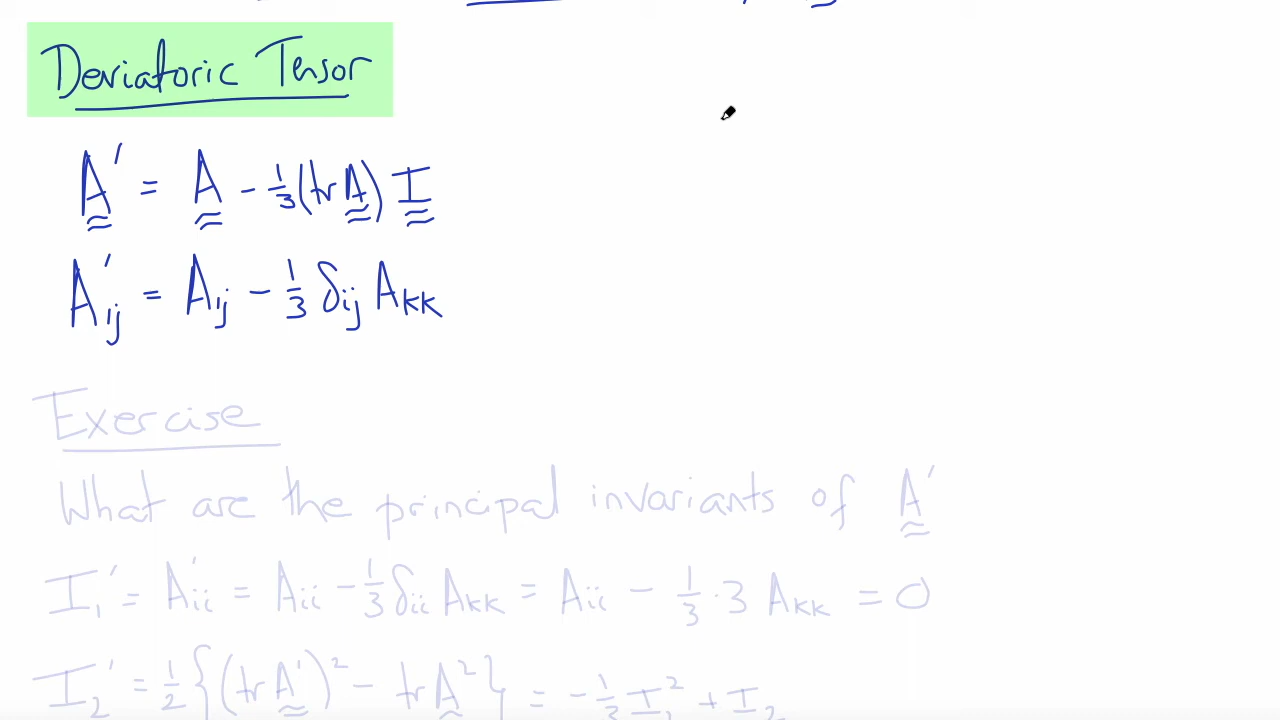 Deviatoric Tensor
A' = A - 1/3 (tr A) I
A'ij = Aij - 1/3 δij Akk
Exercise
What are the principal invariants of A'
I1' = A'ii = Aii - 1/3 δii Akk = Aii - 1/3 · 3 Akk = 0
I2' = 1/2 {(tr A')² - tr A²} = - 1/3 I1² + I2